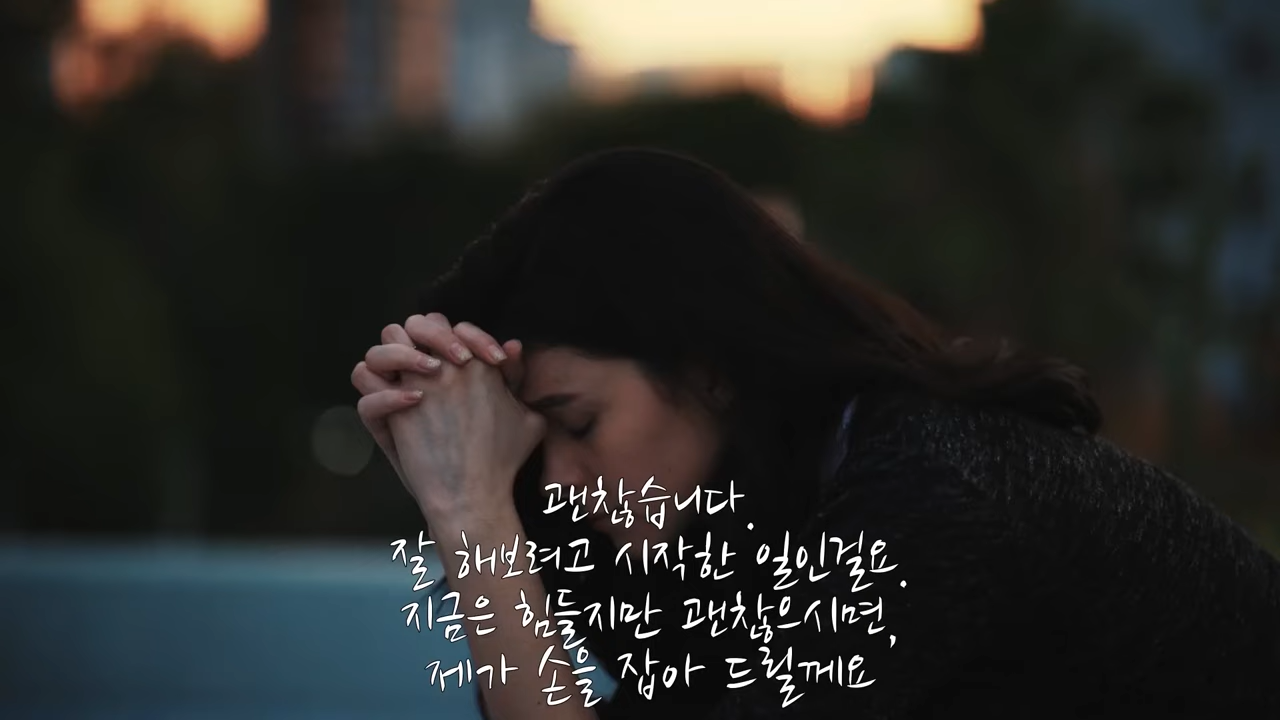 괜찮습니다.
잘 해보려고 시작한 일인걸요.
지금은 힘들지만 괜찮으시면,
제가 손을 잡아 드릴께요